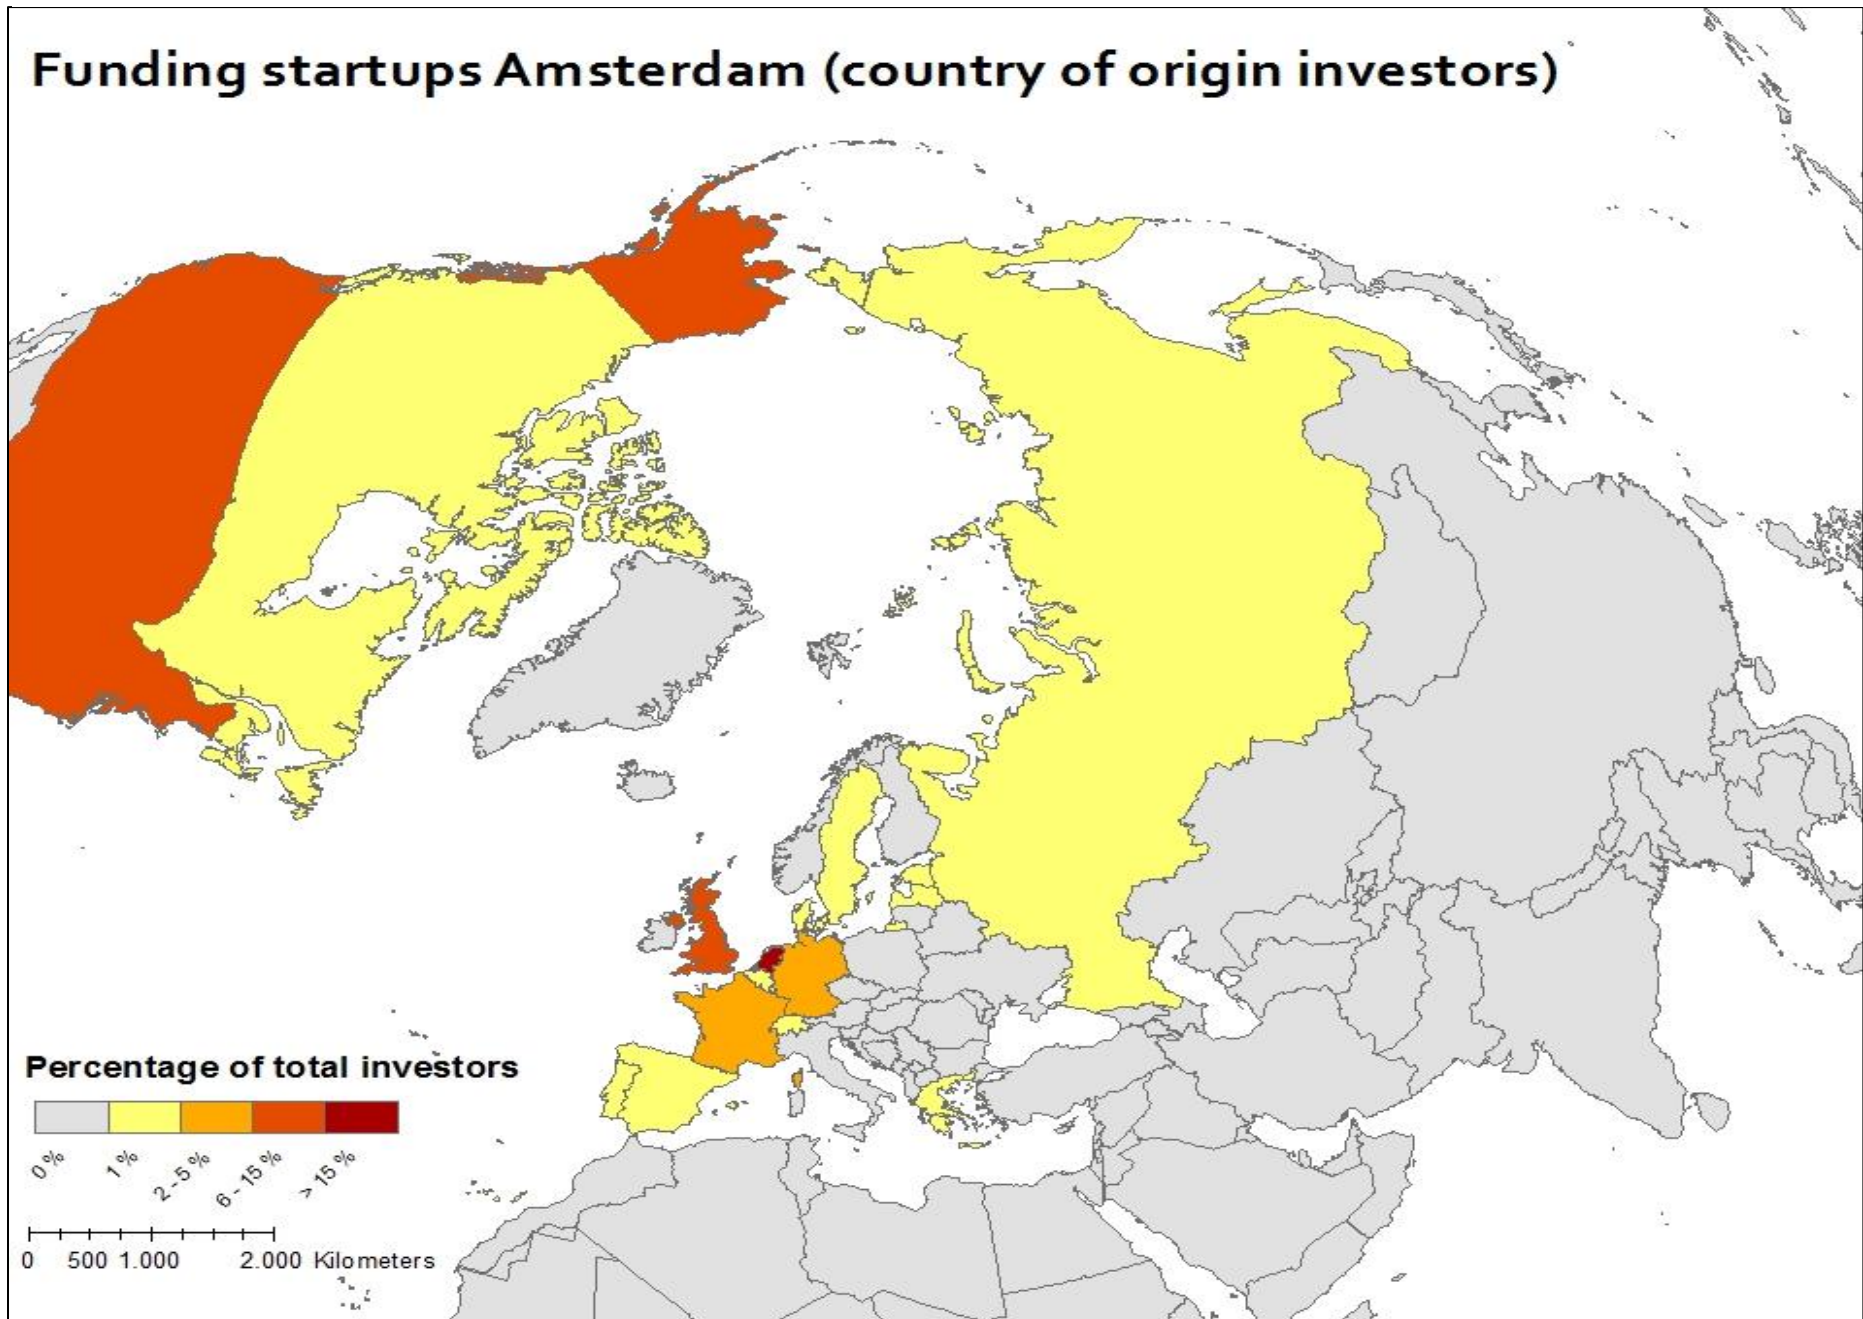 Funding startups Amsterdam (country of origin investors)
Percentage of total investors
0 % 1 % 2 - 5 % 6 - 15 % > 15 %
0 500 1.000 2.000 Kilometers